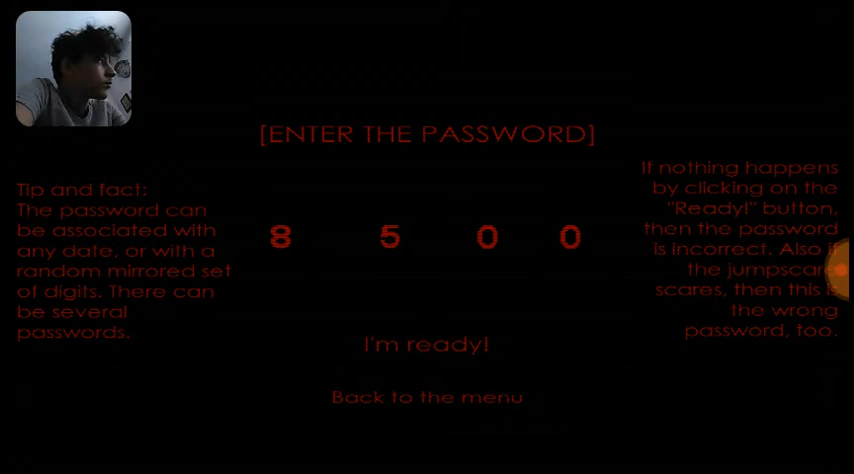 [ENTER THE PASSWORD]
Tip and fact:
The password can
be associated with
any date, or with a
random mirrored set
of digits. There can
be several
passwords.
8 5 0 0
If nothing happens
by clicking on the
"Ready!" button,
then the password
is incorrect. Also if
the jumpscare
scares, then this is
the wrong
password, too.
I'm ready!
Back to the menu